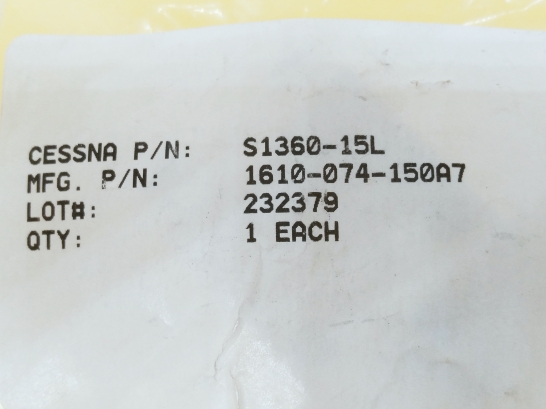 CESSNA P/N: S1360-15L
MFG. P/N: 1610-074-150A7
LOT#: 232379
QTY: 1 EACH